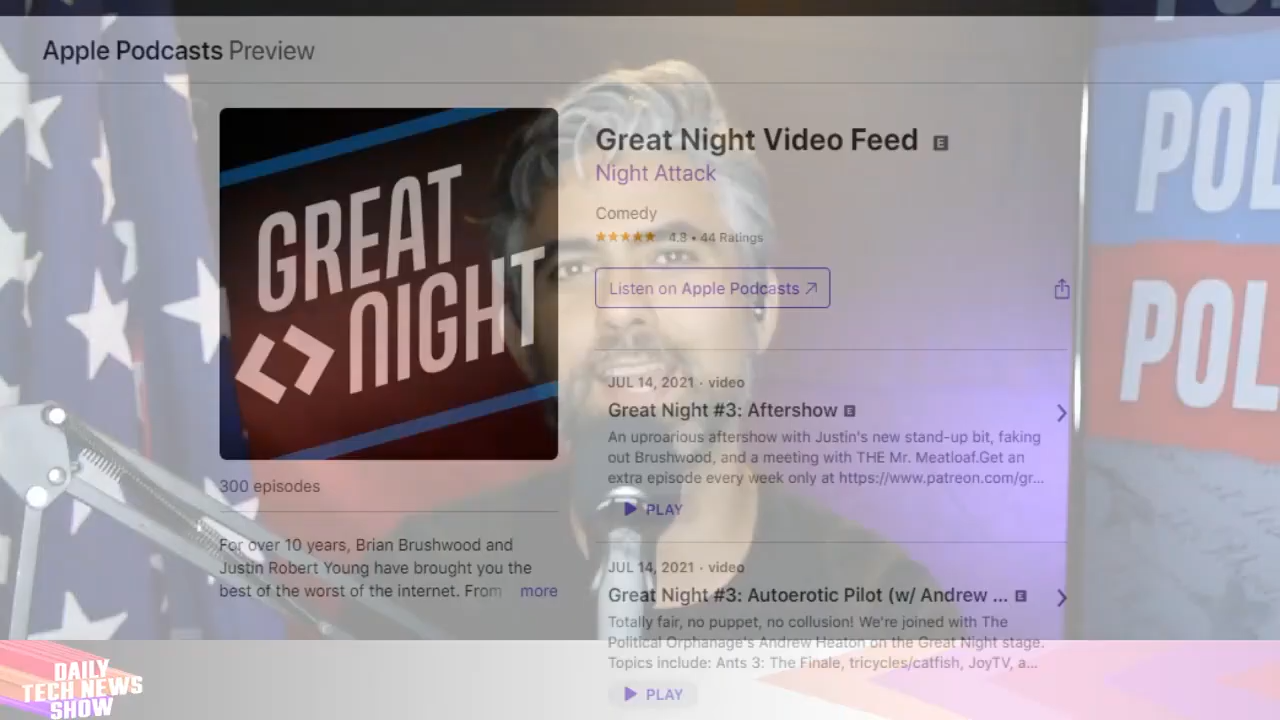 Apple Podcasts Preview
GREAT
NIGHT
Great Night Video Feed E
Night Attack
Comedy
★★★★★ 4.8 • 44 Ratings
Listen on Apple Podcasts ↗
300 episodes
For over 10 years, Brian Brushwood and
Justin Robert Young have brought you the
best of the worst of the internet. From more
JUL 14, 2021 · video
Great Night #3: Aftershow E
An uproarious aftershow with Justin's new stand-up bit, faking
out Brushwood, and a meeting with THE Mr. Meatloaf.Get an
extra episode every week only at https://www.patreon.com/gr...
PLAY
JUL 14, 2021 · video
Great Night #3: Autoerotic Pilot (w/ Andrew ... E
Totally fair, no puppet, no collusion! We're joined with The
Political Orphanage's Andrew Heaton on the Great Night stage.
Topics include: Ants 3: The Finale, tricycles/catfish, JoyTV, a...
PLAY
POL
POL
DAILY
TECH NEWS
SHOW